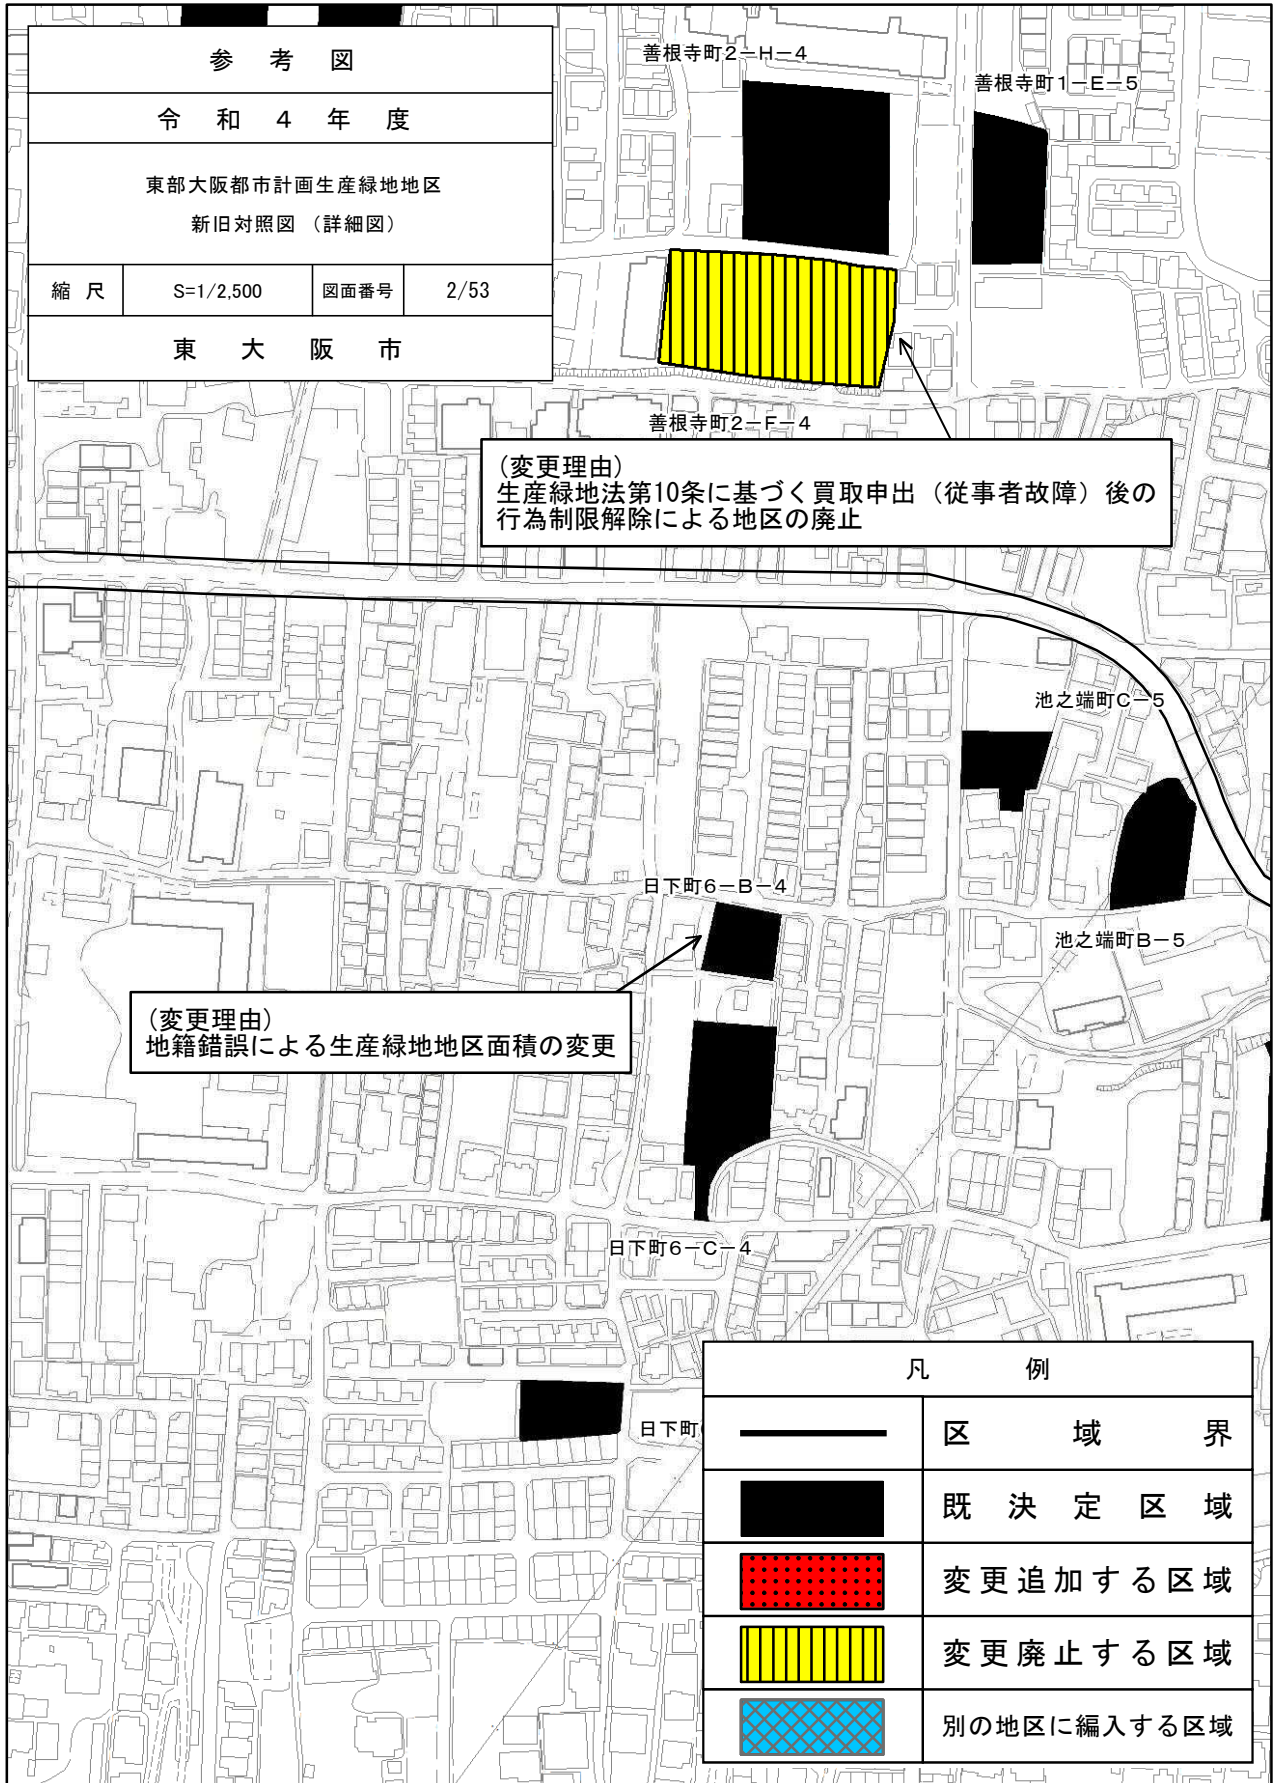 参考図
令和4年度
東部大阪都市計画生産緑地地区
新旧対照図（詳細図）
縮尺 S=1/2,500 図面番号 2/53
東大阪市
善根寺町2－H－4
善根寺町1－E－5
善根寺町2－F－4
(変更理由)
生産緑地法第10条に基づく買取申出（従事者故障）後の
行為制限解除による地区の廃止
池之端町C－5
日下町6－B－4
池之端町B－5
(変更理由)
地籍錯誤による生産緑地地区面積の変更
日下町6－C－4
日下町
凡例
区域界
既決定区域
変更追加する区域
変更廃止する区域
別の地区に編入する区域